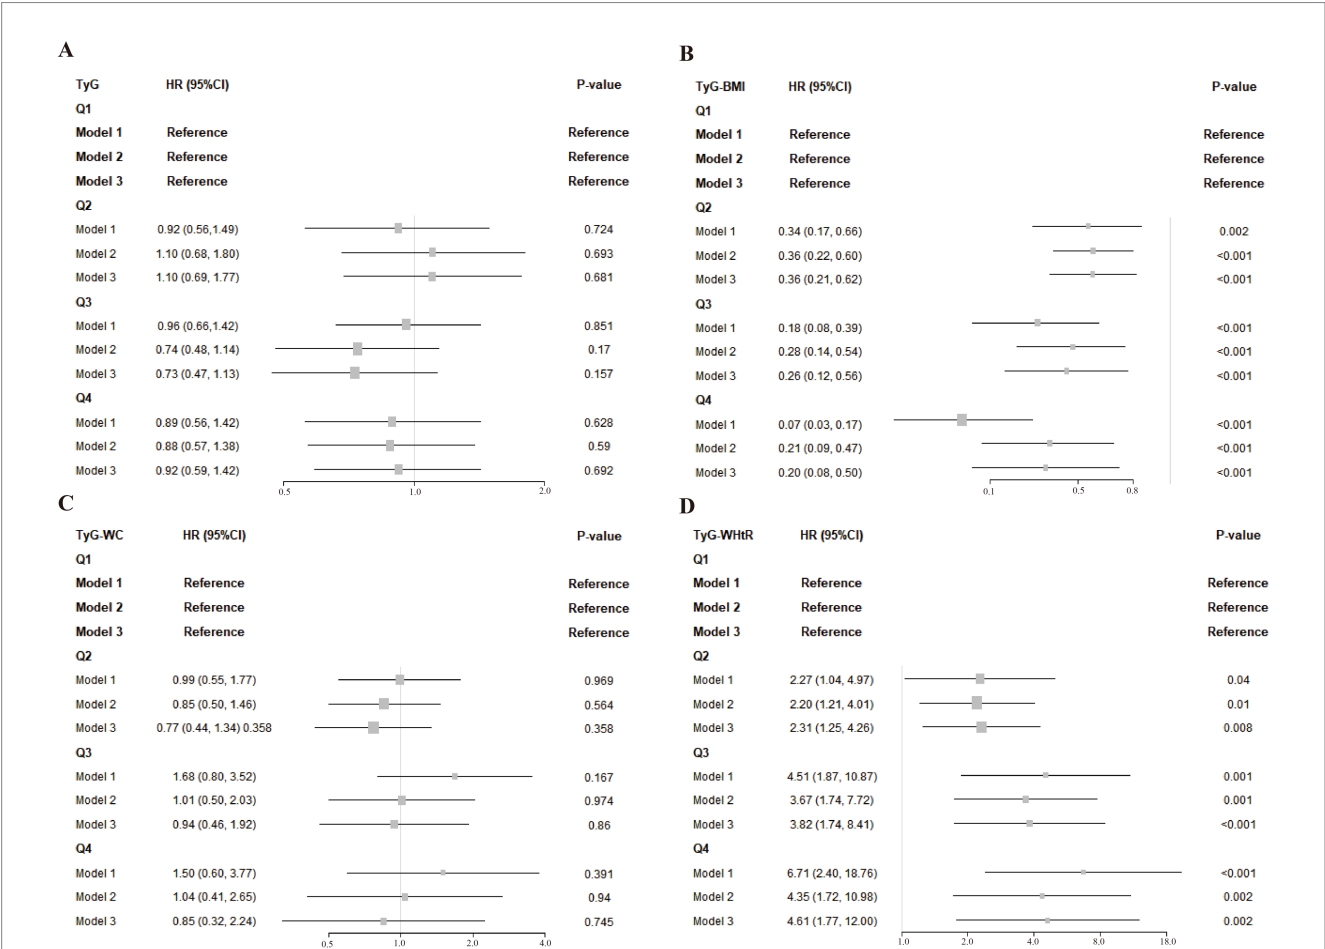 A
TyG HR (95%CI) P-value
Q1
Model 1 Reference Reference
Model 2 Reference Reference
Model 3 Reference Reference
Q2
Model 1 0.92 (0.56,1.49) 0.724
Model 2 1.10 (0.68, 1.80) 0.693
Model 3 1.10 (0.69, 1.77) 0.681
Q3
Model 1 0.96 (0.66,1.42) 0.851
Model 2 0.74 (0.48, 1.14) 0.17
Model 3 0.73 (0.47, 1.13) 0.157
Q4
Model 1 0.89 (0.56, 1.42) 0.628
Model 2 0.88 (0.57, 1.38) 0.59
Model 3 0.92 (0.59, 1.42) 0.692
0.5 1.0 2.0
B
TyG-BMI HR (95%CI) P-value
Q1
Model 1 Reference Reference
Model 2 Reference Reference
Model 3 Reference Reference
Q2
Model 1 0.34 (0.17, 0.66) 0.002
Model 2 0.36 (0.22, 0.60) <0.001
Model 3 0.36 (0.21, 0.62) <0.001
Q3
Model 1 0.18 (0.08, 0.39) <0.001
Model 2 0.28 (0.14, 0.54) <0.001
Model 3 0.26 (0.12, 0.56) <0.001
Q4
Model 1 0.07 (0.03, 0.17) <0.001
Model 2 0.21 (0.09, 0.47) <0.001
Model 3 0.20 (0.08, 0.50) <0.001
0.1 0.5 0.8
C
TyG-WC HR (95%CI) P-value
Q1
Model 1 Reference Reference
Model 2 Reference Reference
Model 3 Reference Reference
Q2
Model 1 0.99 (0.55, 1.77) 0.969
Model 2 0.85 (0.50, 1.46) 0.564
Model 3 0.77 (0.44, 1.34) 0.358 0.358
Q3
Model 1 1.68 (0.80, 3.52) 0.167
Model 2 1.01 (0.50, 2.03) 0.974
Model 3 0.94 (0.46, 1.92) 0.86
Q4
Model 1 1.50 (0.60, 3.77) 0.391
Model 2 1.04 (0.41, 2.65) 0.94
Model 3 0.85 (0.32, 2.24) 0.745
0.5 1.0 2.0 4.0
D
TyG-WHtR HR (95%CI) P-value
Q1
Model 1 Reference Reference
Model 2 Reference Reference
Model 3 Reference Reference
Q2
Model 1 2.27 (1.04, 4.97) 0.04
Model 2 2.20 (1.21, 4.01) 0.01
Model 3 2.31 (1.25, 4.26) 0.008
Q3
Model 1 4.51 (1.87, 10.87) 0.001
Model 2 3.67 (1.74, 7.72) 0.001
Model 3 3.82 (1.74, 8.41) <0.001
Q4
Model 1 6.71 (2.40, 18.76) <0.001
Model 2 4.35 (1.72, 10.98) 0.002
Model 3 4.61 (1.77, 12.00) 0.002
1.0 2.0 4.0 8.0 18.0